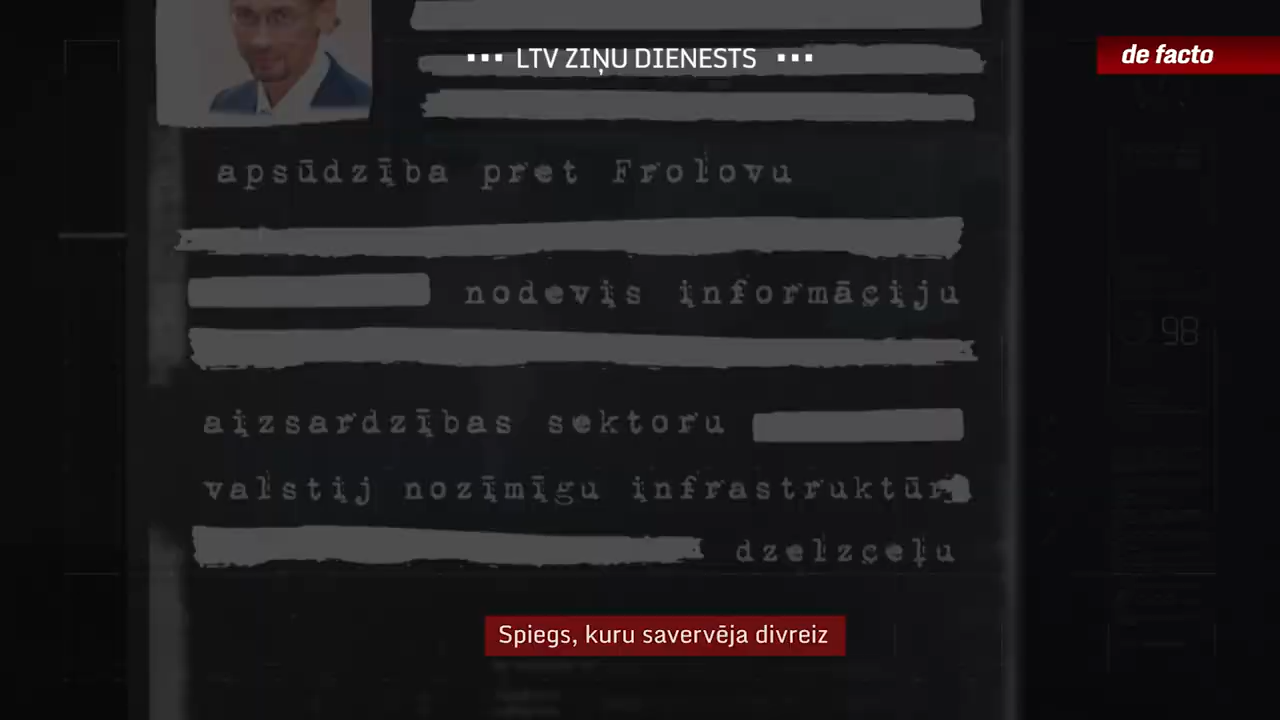 LTV ZIŅU DIENESTS
de facto
apsūdzība pret Frolovu
nodevis informāciju
98
aizsardzības sektoru
valstij nozīmīgu infrastruktūr
dzelzceļu
Spiegs, kuru savervēja divreiz